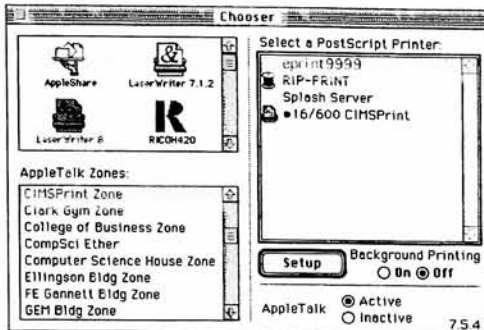 Chooser
AppleShare
LaserWriter 7.1.2
LaserWriter 8
RICOH420
AppleTalk Zones:
CIMSPrint Zone
Clark Gym Zone
College of Business Zone
CompSci Ether
Computer Science House Zone
Ellingson Bldg Zone
FE Gannett Bldg Zone
GEM Bldg Zone
Select a PostScript Printer:
eprint9999
RIP-PRINT
Splash Server
•16/600 CIMSPrint
Setup
Background Printing
On Off
AppleTalk
Active
Inactive
7.5.4